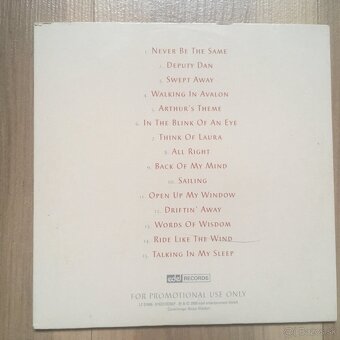 1. Never Be The Same
2. Deputy Dan
3. Swept Away
4. Walking In Avalon
5. Arthur's Theme
6. In The Blink Of An Eye
7. Think Of Laura
8. All Right
9. Back Of My Mind
10. Sailing
11. Open Up My Window
12. Driftin' Away
13. Words Of Wisdom
14. Ride Like The Wind
15. Talking In My Sleep
edel RECORDS
FOR PROMOTIONAL USE ONLY